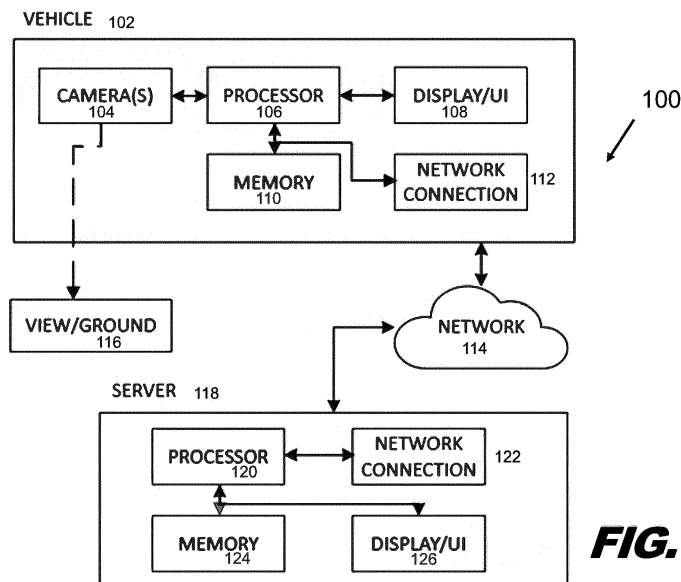 VEHICLE 102
CAMERA(S)
104
PROCESSOR
106
DISPLAY/UI
108
100
MEMORY
110
NETWORK
CONNECTION
112
VIEW/GROUND
116
NETWORK
114
SERVER 118
PROCESSOR
120
NETWORK
CONNECTION
122
MEMORY
124
DISPLAY/UI
126
FIG.